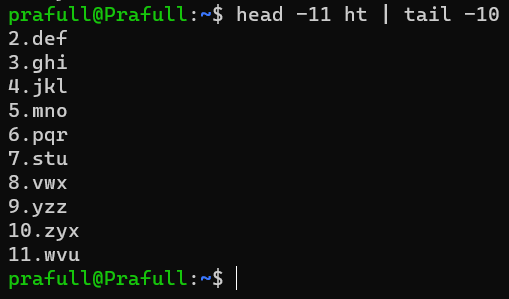 prafull@Prafull:~$ head -11 ht | tail -10
2.def
3.ghi
4.jkl
5.mno
6.pqr
7.stu
8.vwx
9.yzz
10.zyx
11.wvu
prafull@Prafull:~$